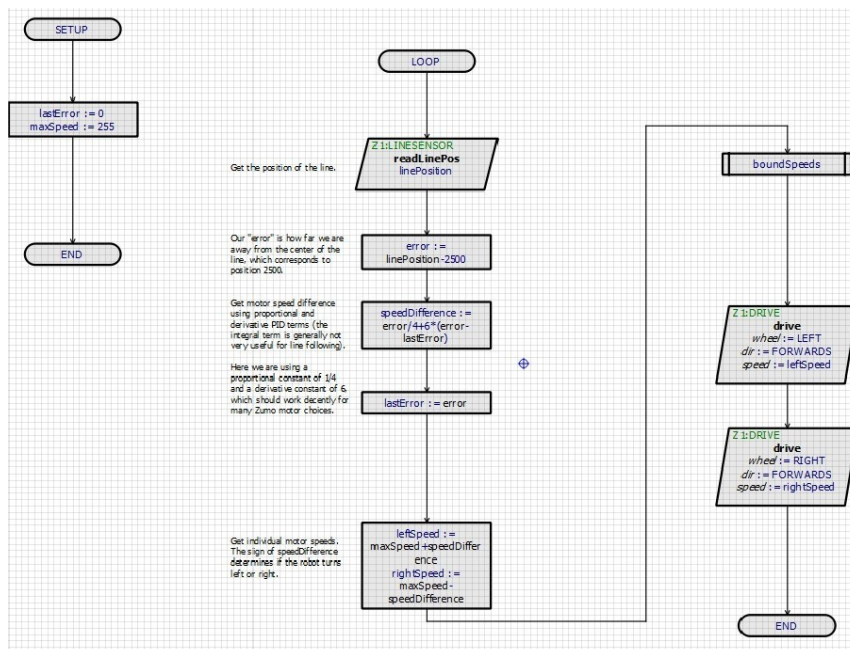 SETUP
lastError := 0
maxSpeed := 255
END
LOOP
Get the position of the line.
Z1:LINESENSOR
readLinePos
linePosition
Our "error" is how far we are
away from the center of the
line, which corresponds to
position 2500.
error :=
linePosition-2500
Get motor speed difference
using proportional and
derivative PID terms (the
integral term is generally not
very useful for line following).
speedDifference :=
error/4+6*(error-
lastError)
Here we are using a
proportional constant of 1/4
and a derivative constant of 6,
which should work decently for
many Zumo motor choices.
lastError := error
Get individual motor speeds.
The sign of speedDifference
determines if the robot turns
left or right.
leftSpeed :=
maxSpeed+speedDiffer
ence
rightSpeed :=
maxSpeed-
speedDifference
boundSpeeds
Z1:DRIVE
drive
wheel := LEFT
dir := FORWARDS
speed := leftSpeed
Z1:DRIVE
drive
wheel := RIGHT
dir := FORWARDS
speed := rightSpeed
END